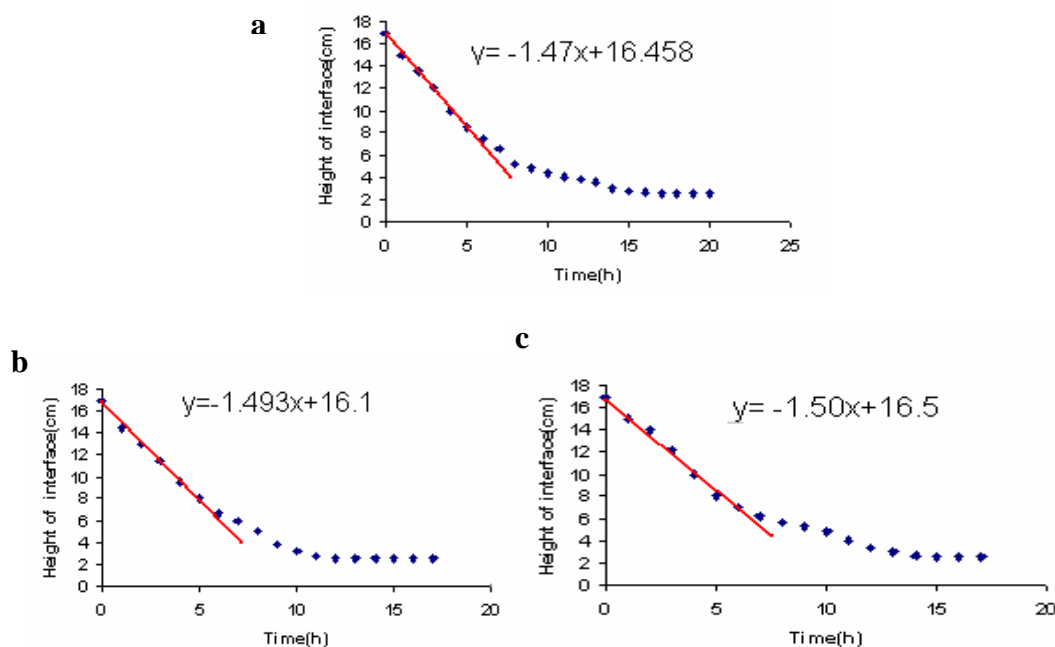 a
y= -1.47x+16.458
Height of interface(cm)
18
16
14
12
10
8
6
4
2
0
0 5 10 15 20 25
Time(h)
b
y=-1.493x+16.1
Height of interface(cm)
18
16
14
12
10
8
6
4
2
0
0 5 10 15 20
Time(h)
c
y= -1.50x+16.5
Height of interface(cm)
18
16
14
12
10
8
6
4
2
0
0 5 10 15 20
Time(h)